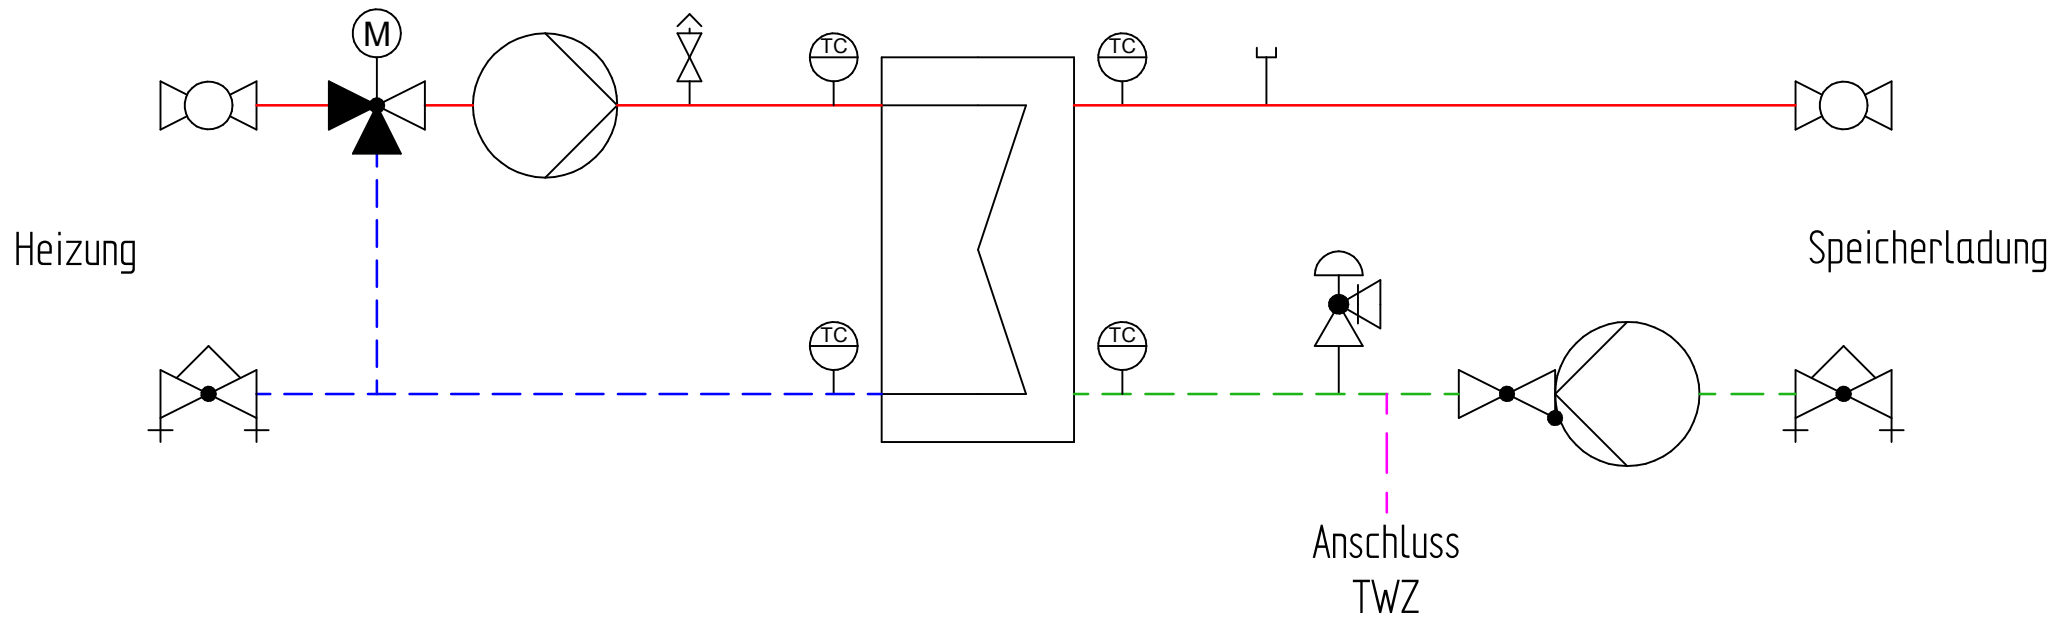 M
TC
TC
Heizung
Speicherladung
TC
TC
Anschluss
TWZ